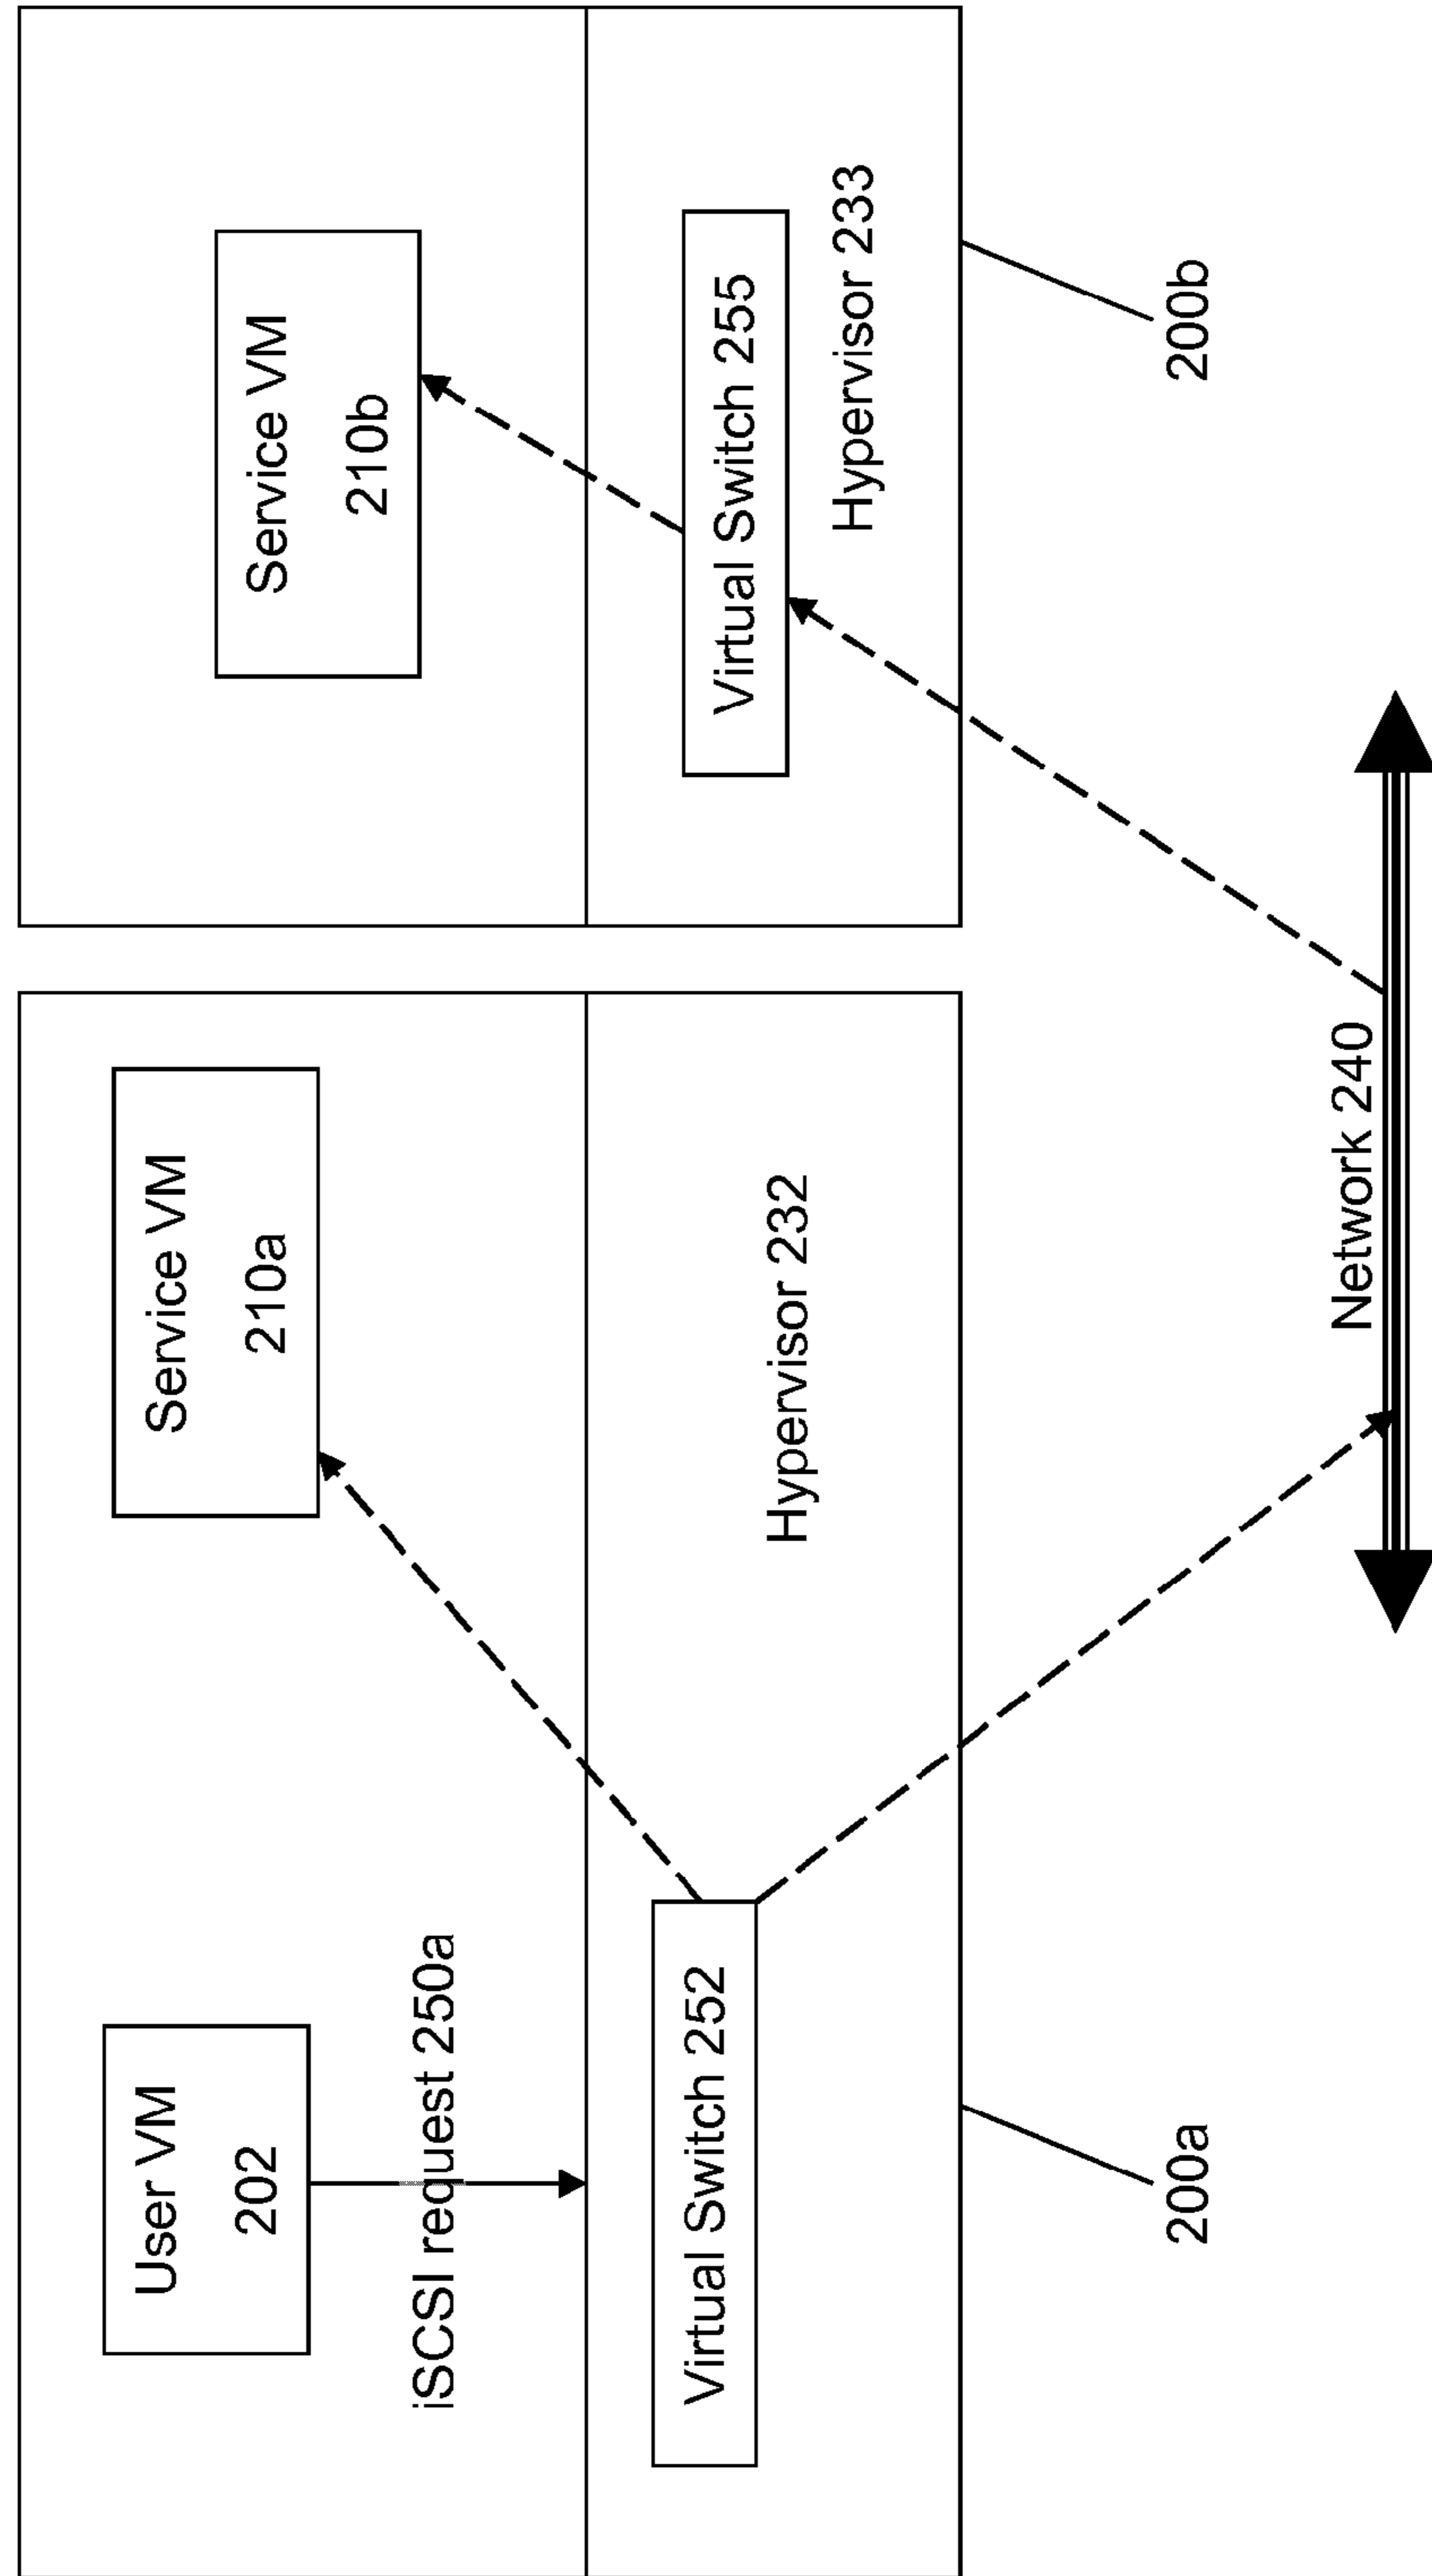 User VM
202
Service VM
210a
Service VM
210b
iSCSI request 250a
Virtual Switch 252
Hypervisor 232
Virtual Switch 255
Hypervisor 233
200a
200b
Network 240